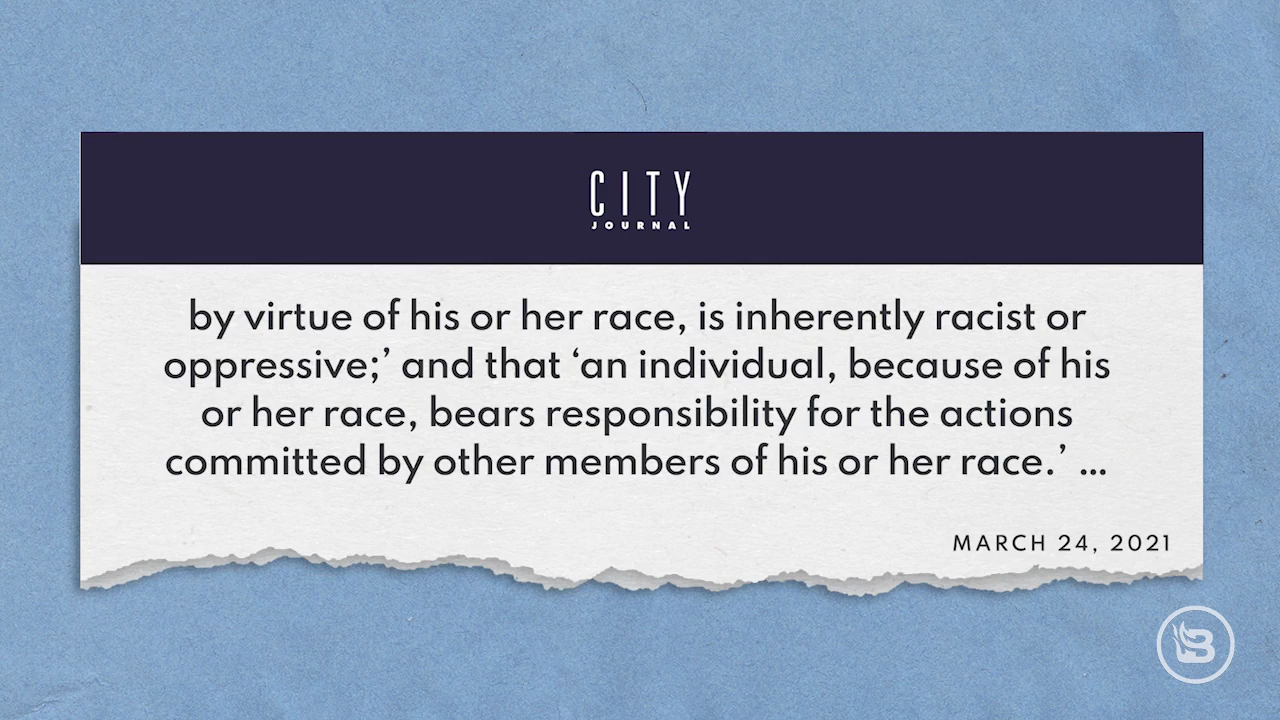 CITY
JOURNAL
by virtue of his or her race, is inherently racist or
oppressive;’ and that ‘an individual, because of his
or her race, bears responsibility for the actions
committed by other members of his or her race.’ ...
MARCH 24, 2021
B